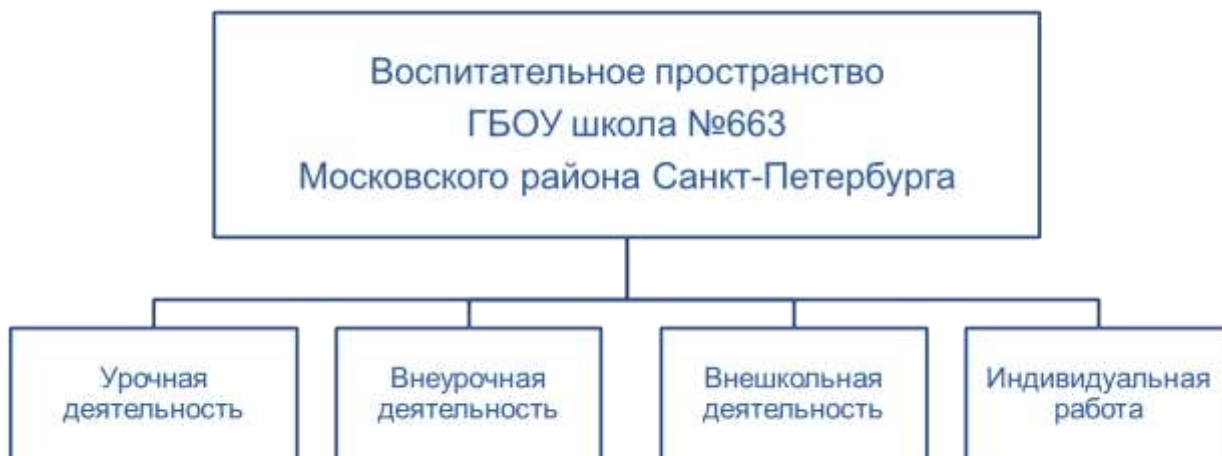 Воспитательное пространство
ГБОУ школа №663
Московского района Санкт-Петербурга
Урочная
деятельность
Внеурочная
деятельность
Внешкольная
деятельность
Индивидуальная
работа